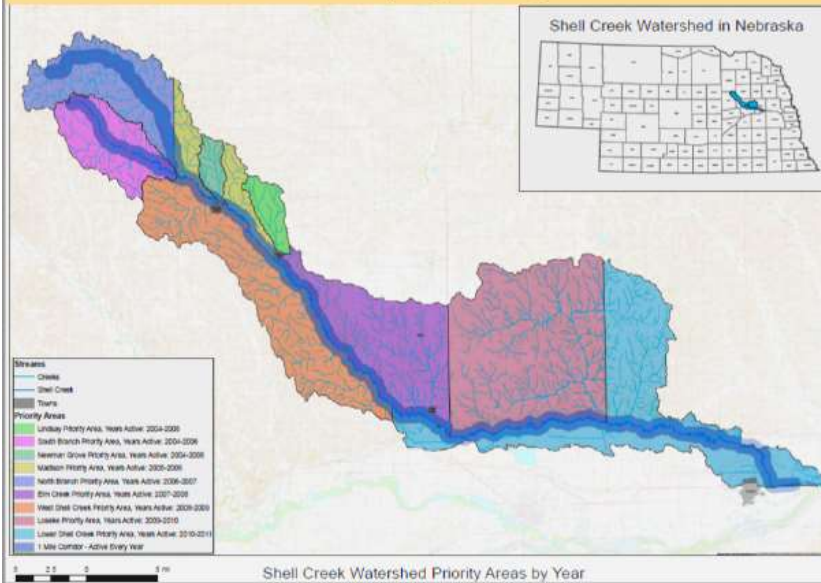 Shell Creek Watershed in Nebraska
Streams
Creeks
Shell Creek
Towns
Priority Areas
Lindsay Priority Area, Years Active: 2004-2006
South Branch Priority Area, Years Active: 2004-2006
Newman Grove Priority Area, Years Active: 2004-2006
Madison Priority Area, Years Active: 2005-2006
North Branch Priority Area, Years Active: 2006-2007
Elm Creek Priority Area, Years Active: 2007-2008
West Shell Creek Priority Area, Years Active: 2008-2009
Loseke Priority Area, Years Active: 2009-2010
Lower Shell Creek Priority Area, Years Active: 2010-2011
1 Mile Corridor - Active Every Year
5 2.5 0 5 mi
Shell Creek Watershed Priority Areas by Year